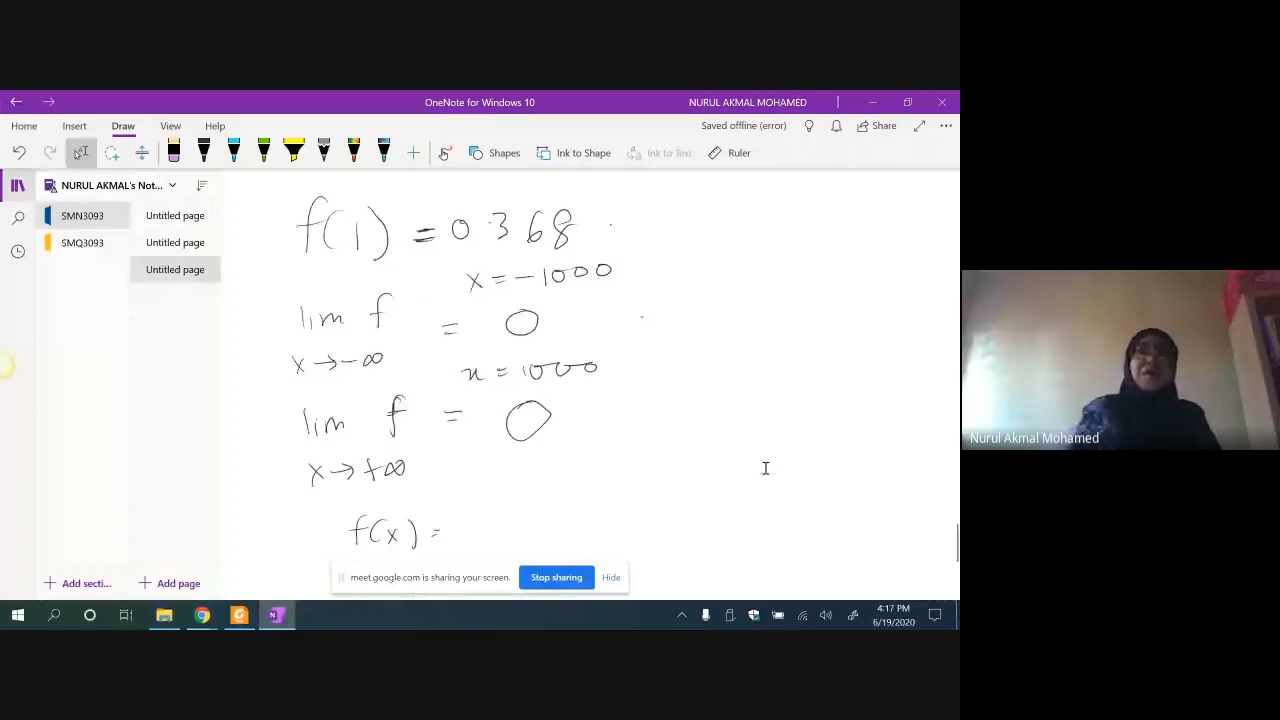 OneNote for Windows 10
NURUL AKMAL MOHAMED
Home Insert Draw View Help
Saved offline (error)
Share
Shapes
Ink to Shape
Ink to Text
Ruler
NURUL AKMAL's Not...
SMN3093
SMQ3093
Untitled page
Untitled page
Untitled page
f(1) = 0.368
x = -1000
lim f = 0
x → -∞
x = 1000
lim f = 0
x → +∞
f(x) =
Add secti...
Add page
meet.google.com is sharing your screen.
Stop sharing
Hide
Nurul Akmal Mohamed
4:17 PM
6/19/2020